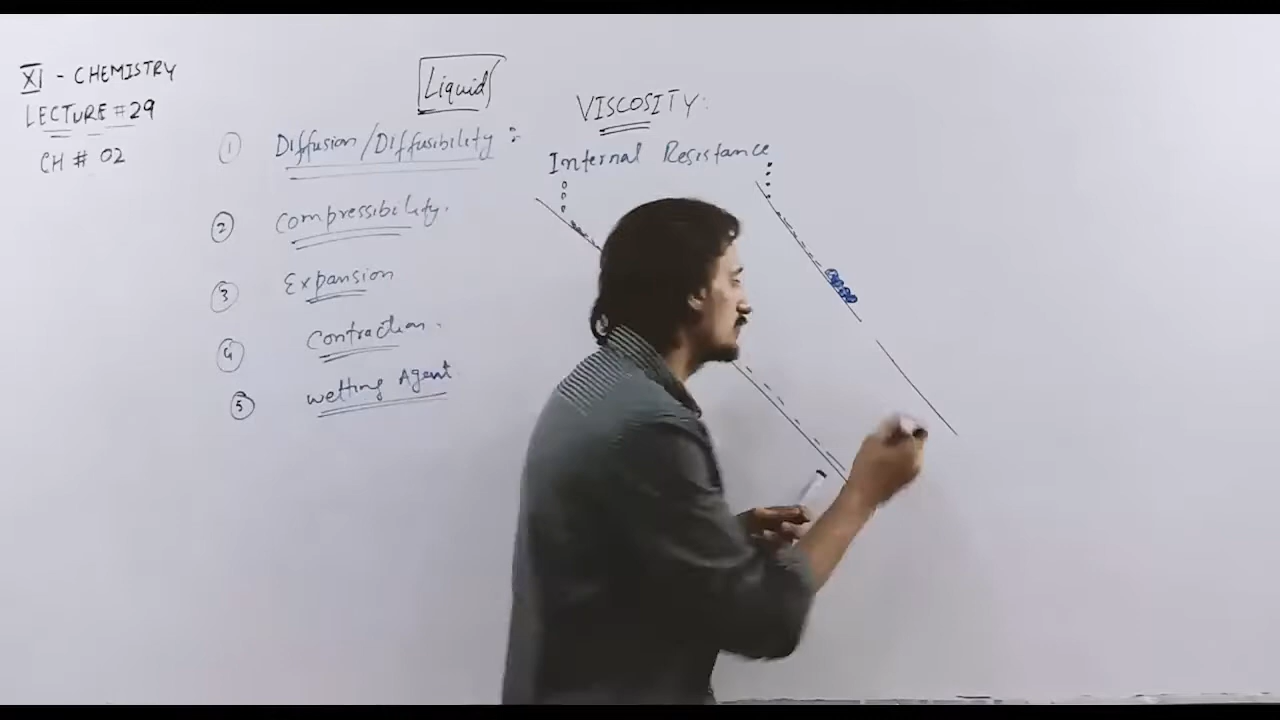 XI - CHEMISTRY
LECTURE #29
CH # 02
Liquid
1 Diffusion/Diffusibility:
2 Compressibility.
3 Expansion
4 Contraction.
5 wetting Agent
VISCOSITY:
Internal Resistance